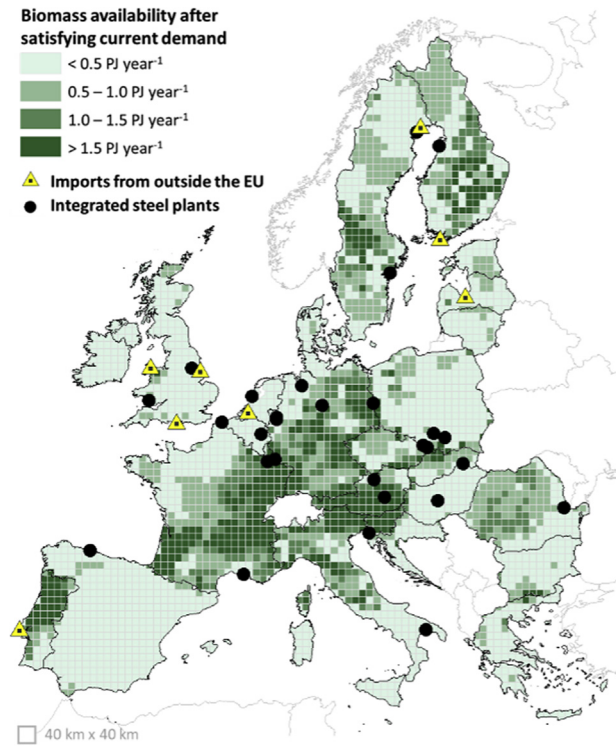 Biomass availability after
satisfying current demand
< 0.5 PJ year⁻¹
0.5 – 1.0 PJ year⁻¹
1.0 – 1.5 PJ year⁻¹
> 1.5 PJ year⁻¹
Imports from outside the EU
Integrated steel plants
40 km x 40 km